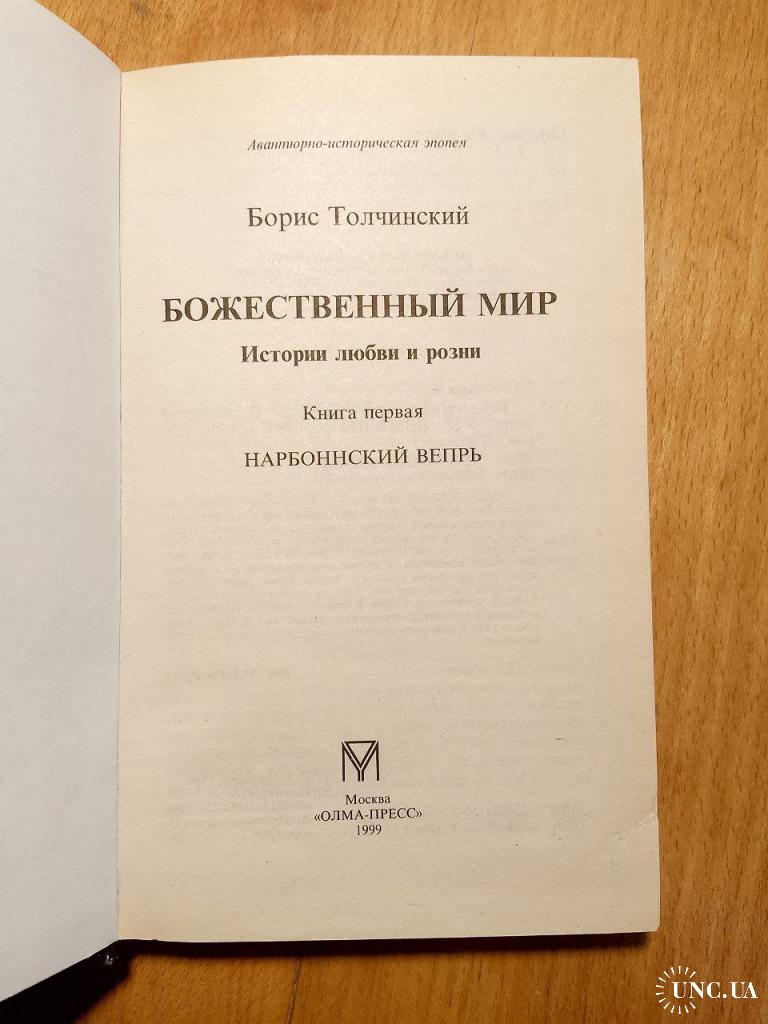 Авантюрно-историческая эпопея
Борис Толчинский
БОЖЕСТВЕННЫЙ МИР
Истории любви и розни
Книга первая
НАРБОННСКИЙ ВЕПРЬ
Москва
«ОЛМА-ПРЕСС»
1999
UNC.UA